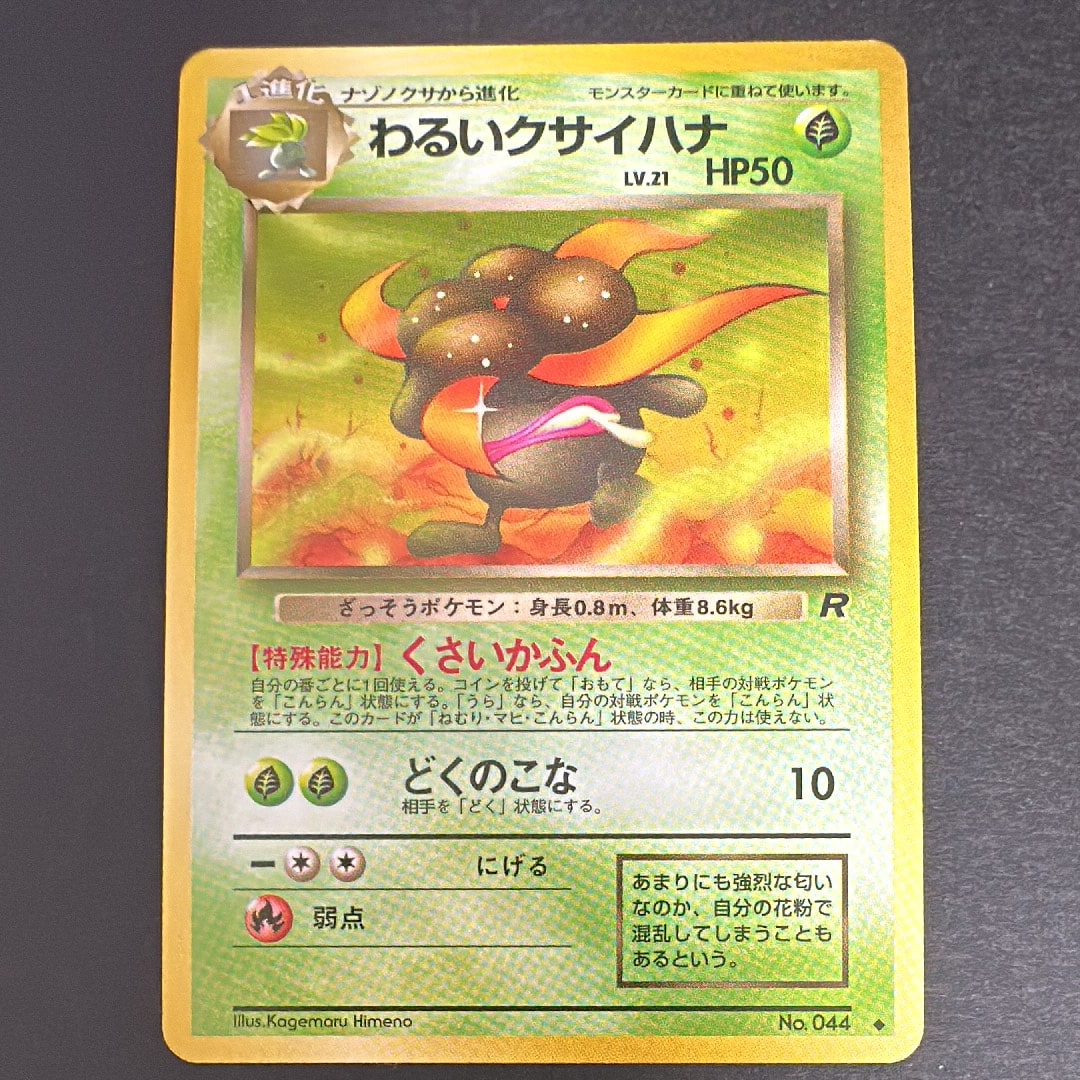 1進化 ナゾノクサから進化 モンスターカードに重ねて使います。
わるいクサイハナ
LV.21 HP50
ざっそうポケモン：身長0.8m、体重8.6kg R
【特殊能力】くさいかふん
自分の番ごとに1回使える。コインを投げて「おもて」なら、相手の対戦ポケモン
を「こんらん」状態にする。「うら」なら、自分の対戦ポケモンを「こんらん」状
態にする。このカードが「ねむり・マヒ・こんらん」状態の時、この力は使えない。
どくのこな 10
相手を「どく」状態にする。
ー にげる
弱点
あまりにも強烈な匂い
なのか、自分の花粉で
混乱してしまうことも
あるという。
Illus.Kagemaru Himeno No. 044 ◆